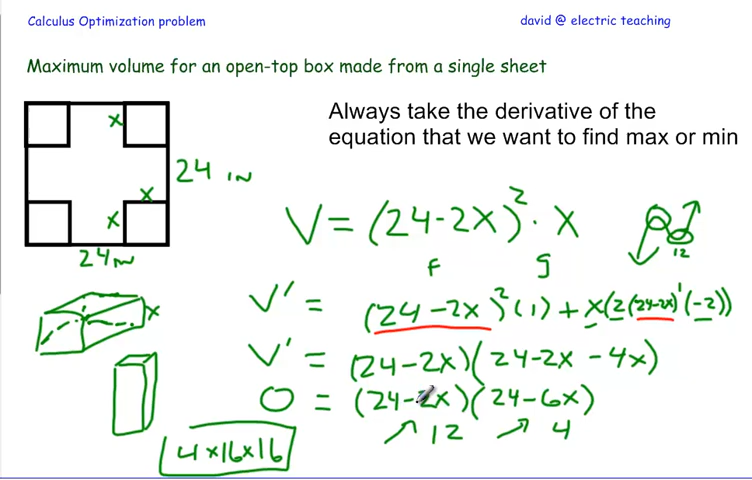 Calculus Optimization problem
david @ electric teaching
Maximum volume for an open-top box made from a single sheet
Always take the derivative of the
equation that we want to find max or min
x
24 IN
x
x
24 IN
V = (24-2x)² · x
f g
12
V' = (24-2x)²(1) + x(2(24-2x)¹(-2))
x
V' = (24-2x)(24-2x-4x)
0 = (24-2x)(24-6x)
12 4
4x16x16